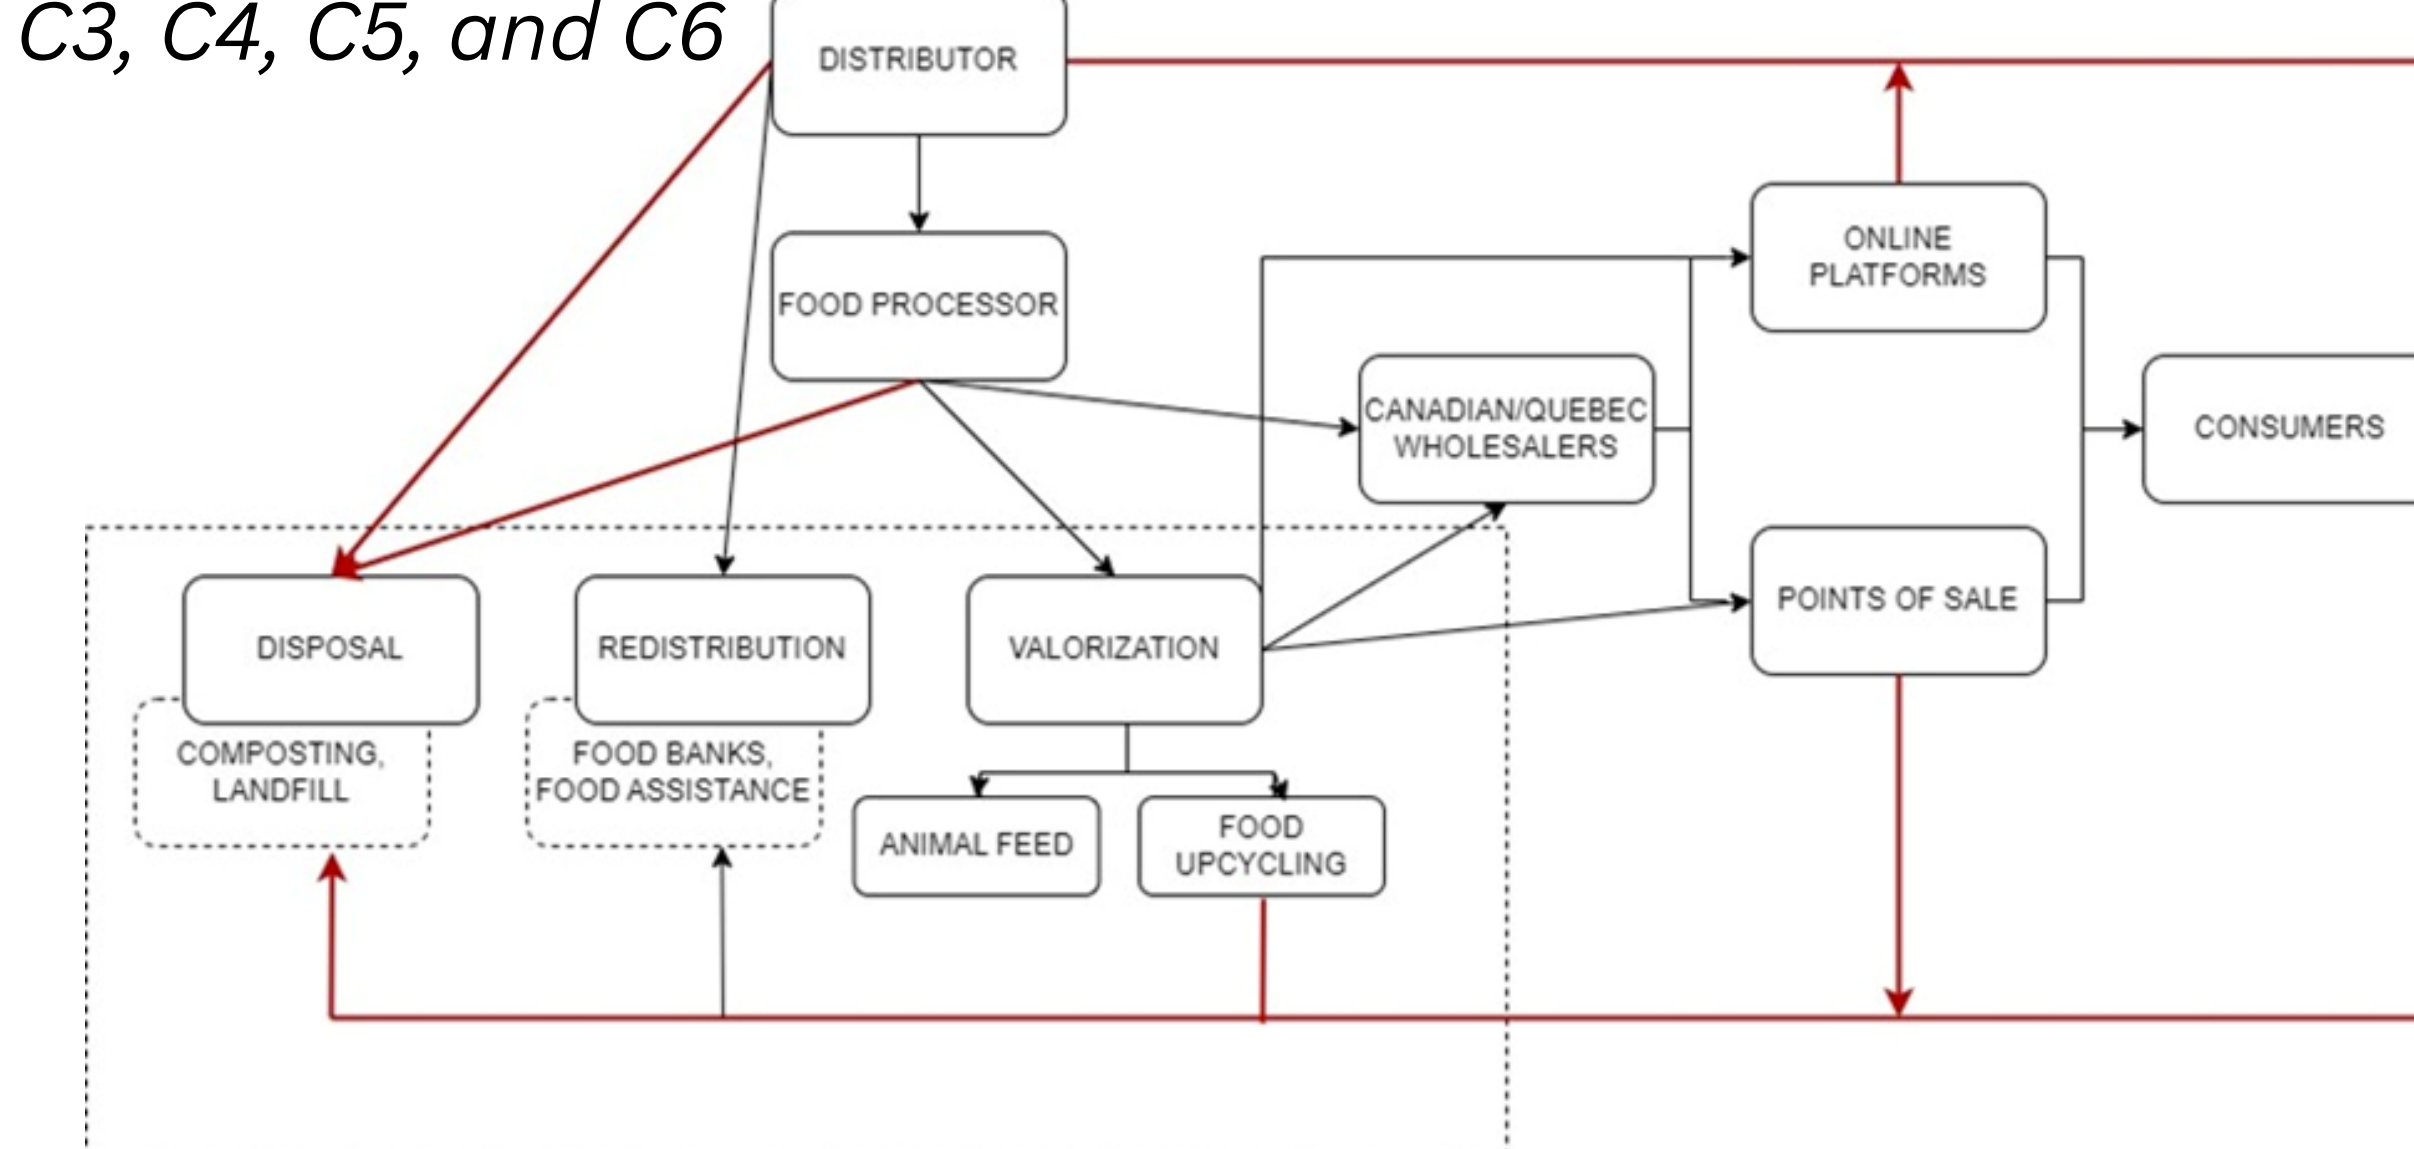 C3, C4, C5, and C6
DISTRIBUTOR
FOOD PROCESSOR
ONLINE
PLATFORMS
CANADIAN/QUEBEC
WHOLESALERS
CONSUMERS
POINTS OF SALE
DISPOSAL
REDISTRIBUTION
VALORIZATION
COMPOSTING,
LANDFILL
FOOD BANKS,
FOOD ASSISTANCE
ANIMAL FEED
FOOD
UPCYCLING